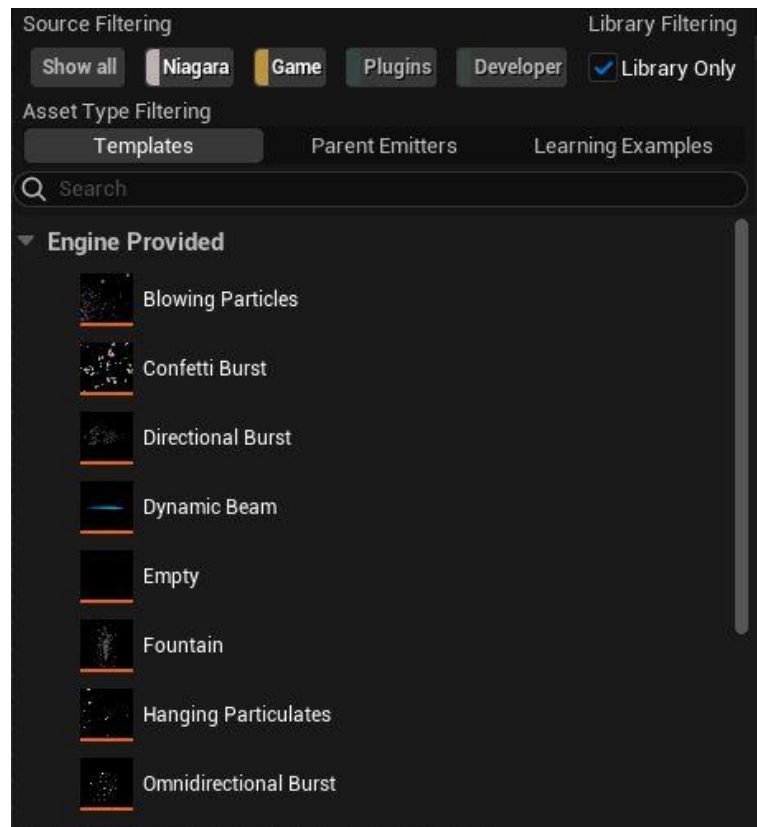 Source Filtering Library Filtering
Show all Niagara Game Plugins Developer Library Only
Asset Type Filtering
Templates Parent Emitters Learning Examples
Search
Engine Provided
Blowing Particles
Confetti Burst
Directional Burst
Dynamic Beam
Empty
Fountain
Hanging Particulates
Omnidirectional Burst